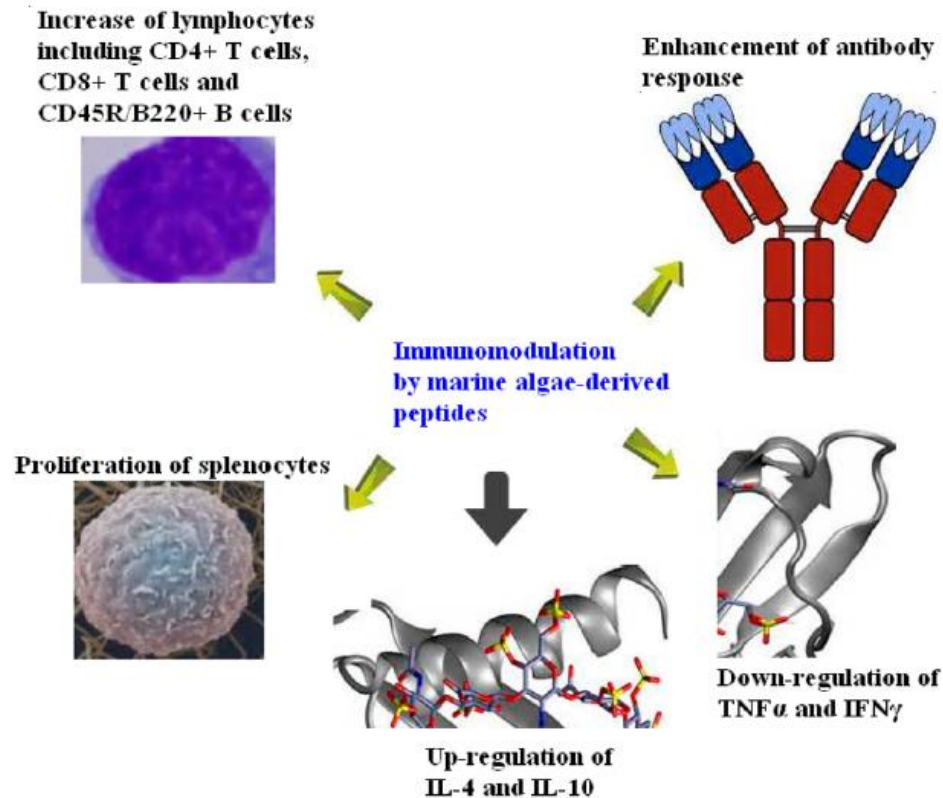 Increase of lymphocytes
including CD4+ T cells,
CD8+ T cells and
CD45R/B220+ B cells
Enhancement of antibody
response
Immunomodulation
by marine algae-derived
peptides
Proliferation of splenocytes
Down-regulation of
TNFα and IFNγ
Up-regulation of
IL-4 and IL-10